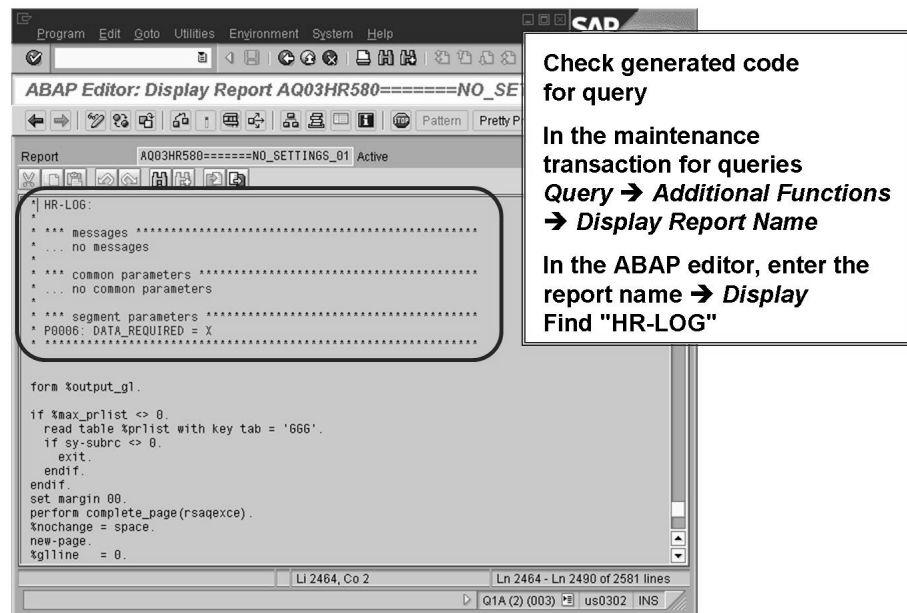 Program Edit Goto Utilities Environment System Help
SAP
ABAP Editor: Display Report AQ03HR580=======NO_SE
Pattern Pretty P
Report AQ03HR580=======NO_SETTINGS_01 Active
* HR-LOG:
*
* *** messages *************************************************
* ... no messages
*
* *** common parameters ****************************************
* ... no common parameters
*
* *** segment parameters ***************************************
* P0006: DATA_REQUIRED = X
* **************************************************************
form %output_gl.
if %max_prlist <> 0.
read table %prlist with key tab = '666'.
if sy-subrc <> 0.
exit.
endif.
endif.
set margin 00.
perform complete_page(rsaqexce).
%nochange = space.
new-page.
%glline = 0.
Li 2464, Co 2 Ln 2464 - Ln 2490 of 2581 lines
Q1A (2) (003) us0302 INS
Check generated code
for query
In the maintenance
transaction for queries
Query ➔ Additional Functions
➔ Display Report Name
In the ABAP editor, enter the
report name ➔ Display
Find "HR-LOG"